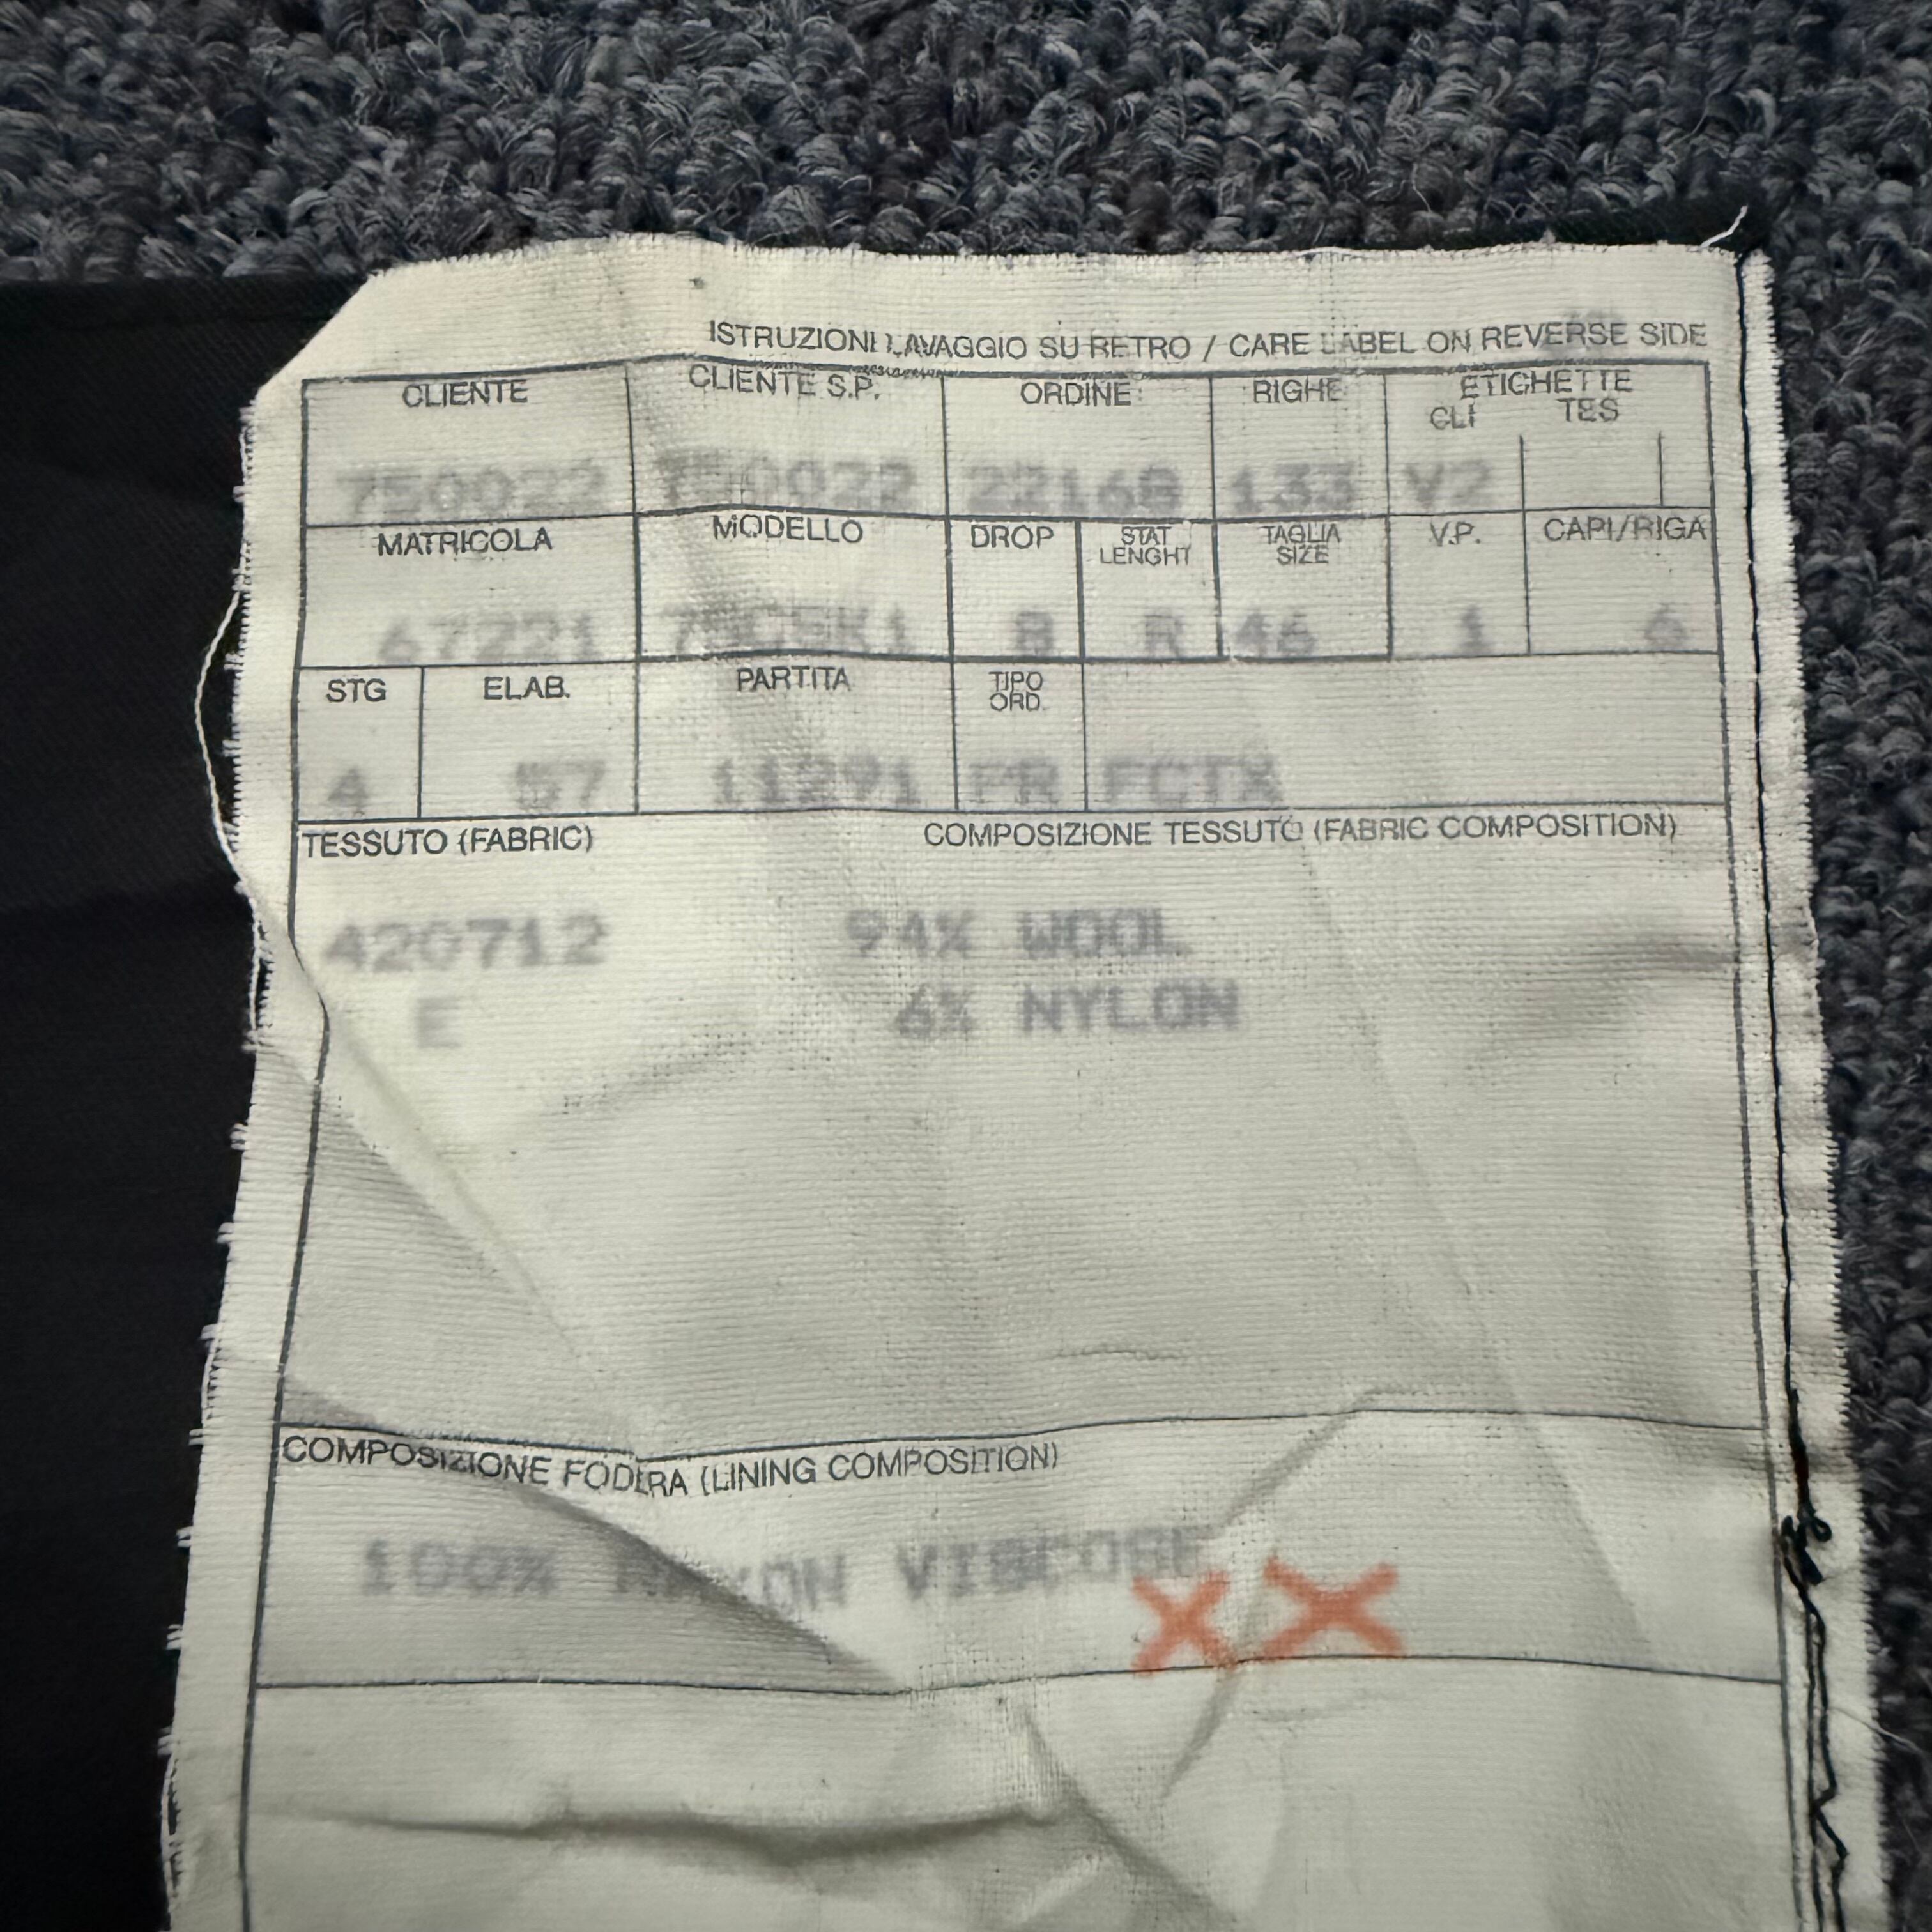 ISTRUZIONI LAVAGGIO SU RETRO / CARE LABEL ON REVERSE SIDE
CLIENTE CLIENTE S.P. ORDINE RIGHE ETICHETTE
CLI TES
750022 750022 22168 133 V2
MATRICOLA MODELLO DROP STAT LENGHT TAGLIA SIZE V.P. CAPI/RIGA
67221 8 R 46 1 6
STG ELAB. PARTITA TIPO ORD.
4 57 11291 PR FCTX
TESSUTO (FABRIC) COMPOSIZIONE TESSUTO (FABRIC COMPOSITION)
420712 94% WOOL
E 6% NYLON
COMPOSIZIONE FODERA (LINING COMPOSITION)
100% RAYON VISCOSE
XX